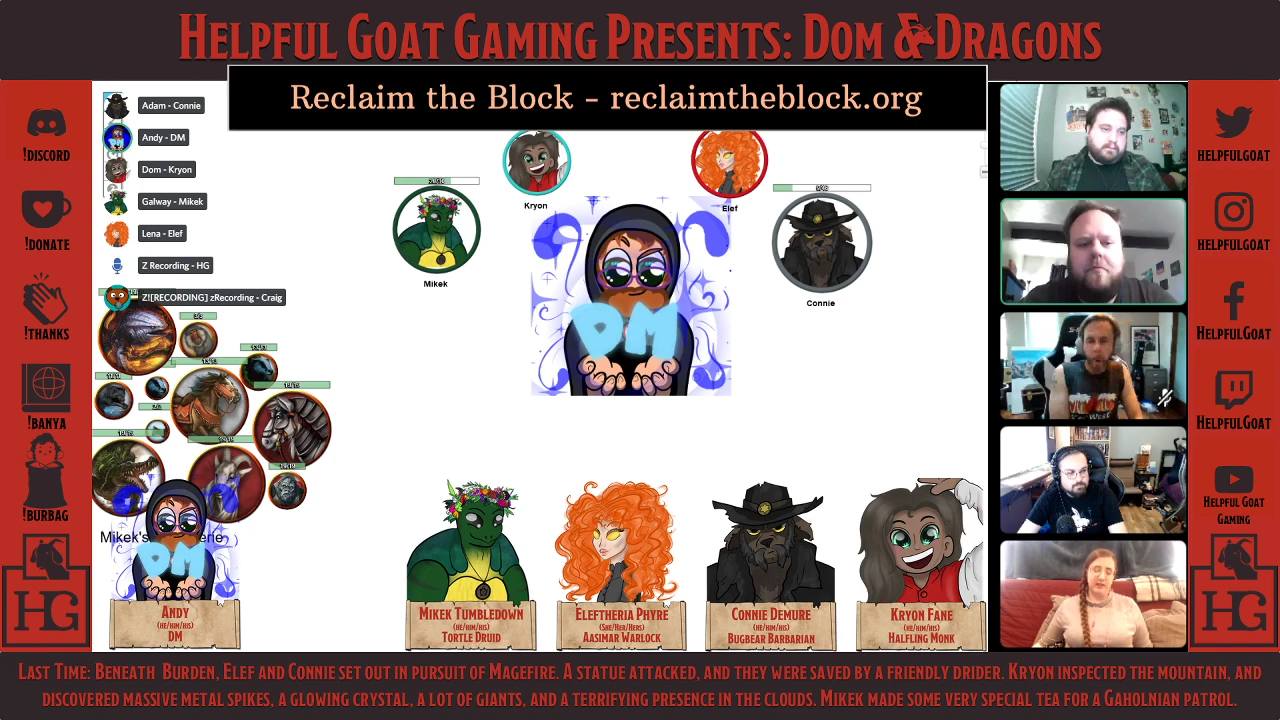 HELPFUL GOAT GAMING PRESENTS: DOM & DRAGONS
Reclaim the Block – reclaimtheblock.org
!DISCORD
!DONATE
!THANKS
!BANYA
!BURBAG
HG
Adam - Connie
Andy - DM
Dom - Kryon
Galway - Mikek
Lena - Elef
Z Recording - HG
Z![RECORDING] zRecording - Craig
Mikek
Kryon
Elef
Connie
DM
Mikek's
DM
ANDY
(HE/HIM/HIS)
DM
MIKEK TUMBLEDOWN
(HE/HIM/HIS)
TORTLE DRUID
ELEFTHERIA PHYRE
(SHE/HER/HERS)
AASIMAR WARLOCK
CONNIE DEMURE
(HE/HIM/HIS)
BUGBEAR BARBARIAN
KRYON FANE
(HE/HIM/HIS)
HALFLING MONK
HELPFULGOAT
HELPFULGOAT
HELPFULGOAT
HELPFULGOAT
HELPFUL GOAT
GAMING
HG
LAST TIME: BENEATH BURDEN, ELEF AND CONNIE SET OUT IN PURSUIT OF MAGEFIRE. A STATUE ATTACKED, AND THEY WERE SAVED BY A FRIENDLY DRIDER. KRYON INSPECTED THE MOUNTAIN, AND
DISCOVERED MASSIVE METAL SPIKES, A GLOWING CRYSTAL, A LOT OF GIANTS, AND A TERRIFYING PRESENCE IN THE CLOUDS. MIKEK MADE SOME VERY SPECIAL TEA FOR A GAHOLNIAN PATROL.